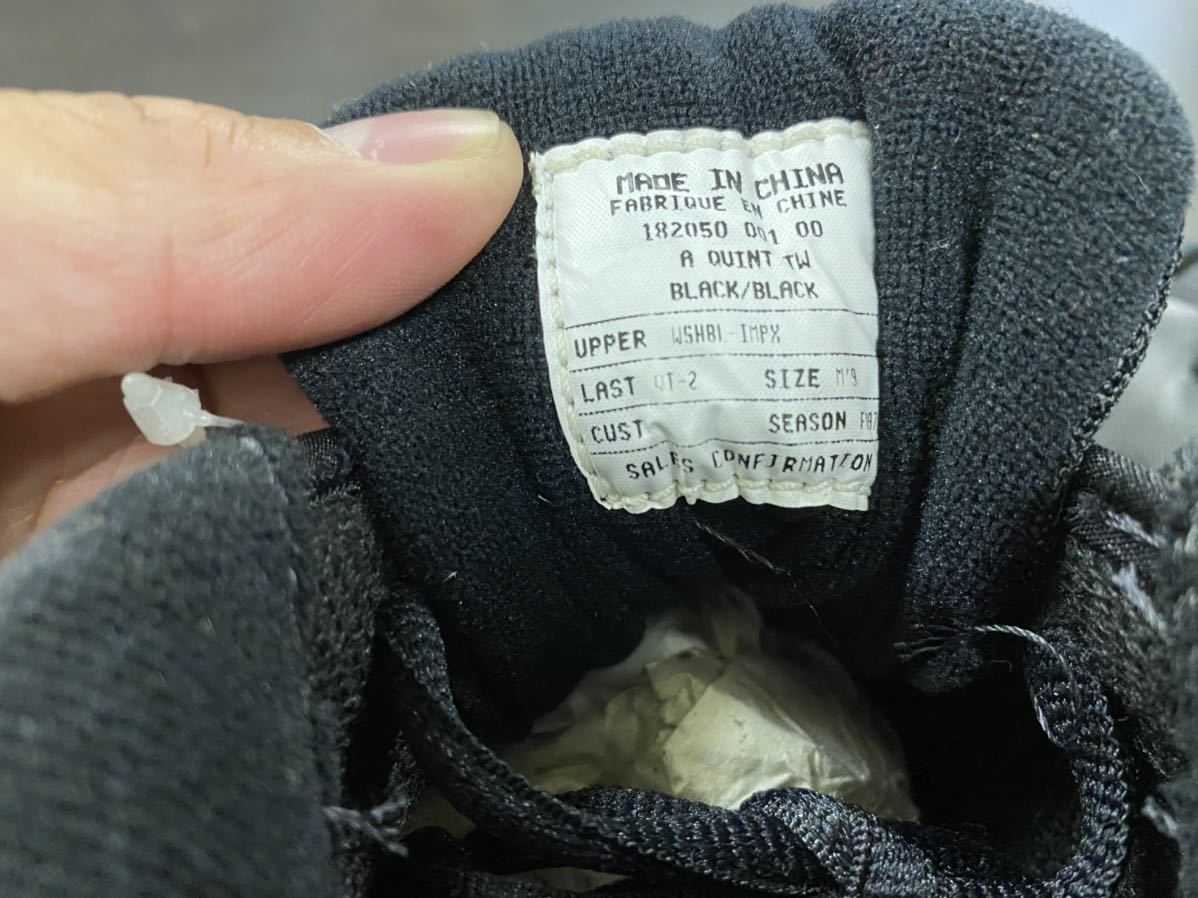 MADE IN CHINA
FABRIQUE EN CHINE
182050 001 00
A QUINT TW
BLACK/BLACK
UPPER WSHBL-IMPX
LAST QT-2 SIZE M'9
CUST SEASON
SALES CONFIRMATION